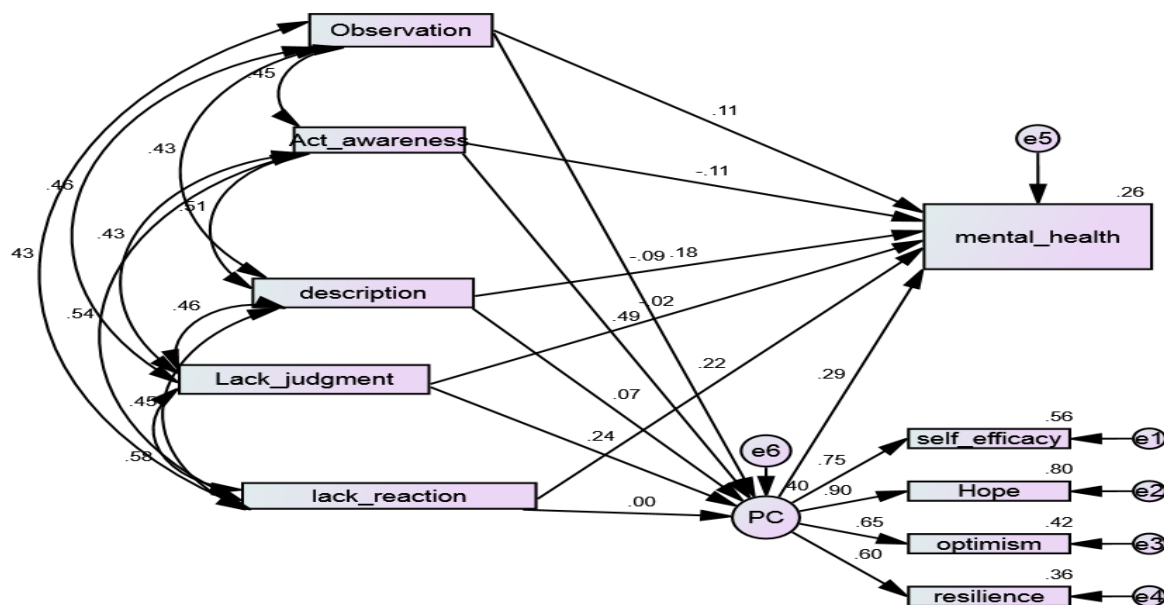 Observation
.45
.11
e5
Act_awareness
-.11
.26
mental_health
.43
.46
.51
.43
43
-.09
.18
description
.46
-.02
.49
.54
.22
Lack_judgment
.29
.45
.07
.24
.58
e6
.56
self_efficacy
e1
.75
lack_reaction
.00
.40
PC
.90
.80
Hope
e2
.65
.42
optimism
e3
.60
.36
resilience
e4